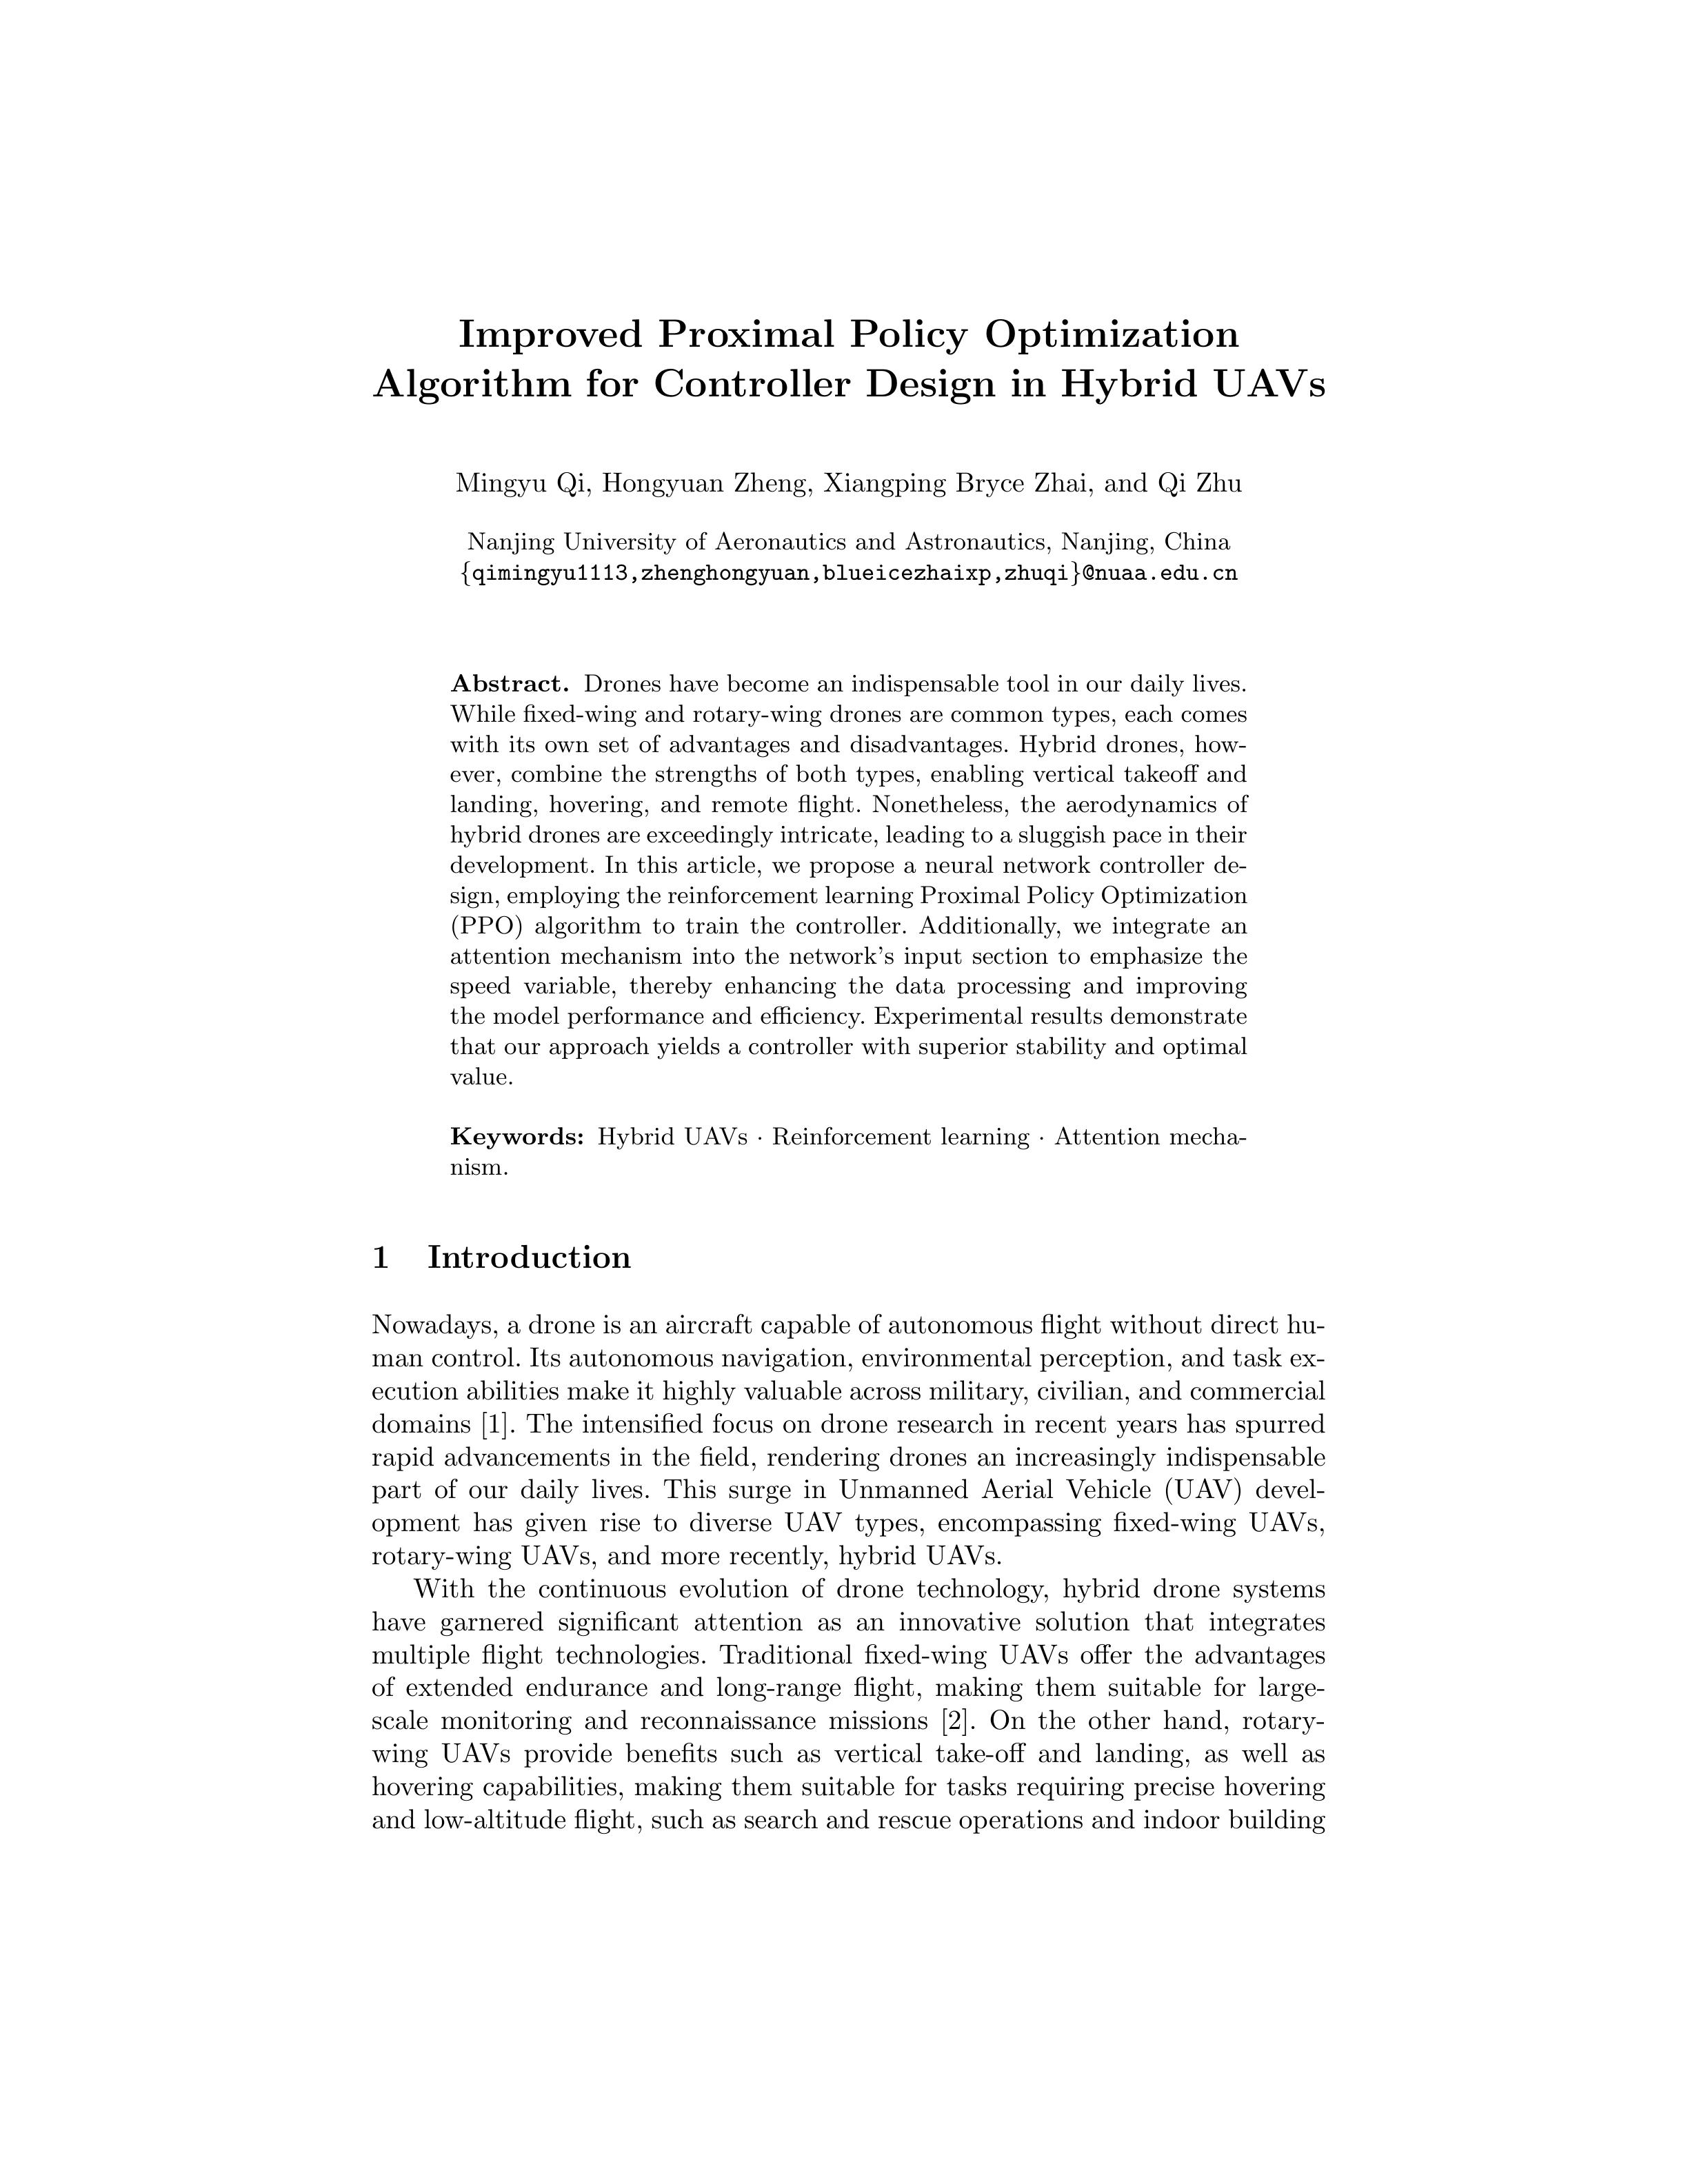 Improved Proximal Policy Optimization
Algorithm for Controller Design in Hybrid UAVs
Mingyu Qi, Hongyuan Zheng, Xiangping Bryce Zhai, and Qi Zhu
Nanjing University of Aeronautics and Astronautics, Nanjing, China
{qimingyu1113,zhenghongyuan,blueicezhaixp,zhuqi}@nuaa.edu.cn
Abstract. Drones have become an indispensable tool in our daily lives.
While fixed-wing and rotary-wing drones are common types, each comes
with its own set of advantages and disadvantages. Hybrid drones, how-
ever, combine the strengths of both types, enabling vertical takeoff and
landing, hovering, and remote flight. Nonetheless, the aerodynamics of
hybrid drones are exceedingly intricate, leading to a sluggish pace in their
development. In this article, we propose a neural network controller de-
sign, employing the reinforcement learning Proximal Policy Optimization
(PPO) algorithm to train the controller. Additionally, we integrate an
attention mechanism into the network's input section to emphasize the
speed variable, thereby enhancing the data processing and improving
the model performance and efficiency. Experimental results demonstrate
that our approach yields a controller with superior stability and optimal
value.
Keywords: Hybrid UAVs · Reinforcement learning · Attention mecha-
nism.
1 Introduction
Nowadays, a drone is an aircraft capable of autonomous flight without direct hu-
man control. Its autonomous navigation, environmental perception, and task ex-
ecution abilities make it highly valuable across military, civilian, and commercial
domains [1]. The intensified focus on drone research in recent years has spurred
rapid advancements in the field, rendering drones an increasingly indispensable
part of our daily lives. This surge in Unmanned Aerial Vehicle (UAV) devel-
opment has given rise to diverse UAV types, encompassing fixed-wing UAVs,
rotary-wing UAVs, and more recently, hybrid UAVs.
With the continuous evolution of drone technology, hybrid drone systems
have garnered significant attention as an innovative solution that integrates
multiple flight technologies. Traditional fixed-wing UAVs offer the advantages
of extended endurance and long-range flight, making them suitable for large-
scale monitoring and reconnaissance missions [2]. On the other hand, rotary-
wing UAVs provide benefits such as vertical take-off and landing, as well as
hovering capabilities, making them suitable for tasks requiring precise hovering
and low-altitude flight, such as search and rescue operations and indoor building